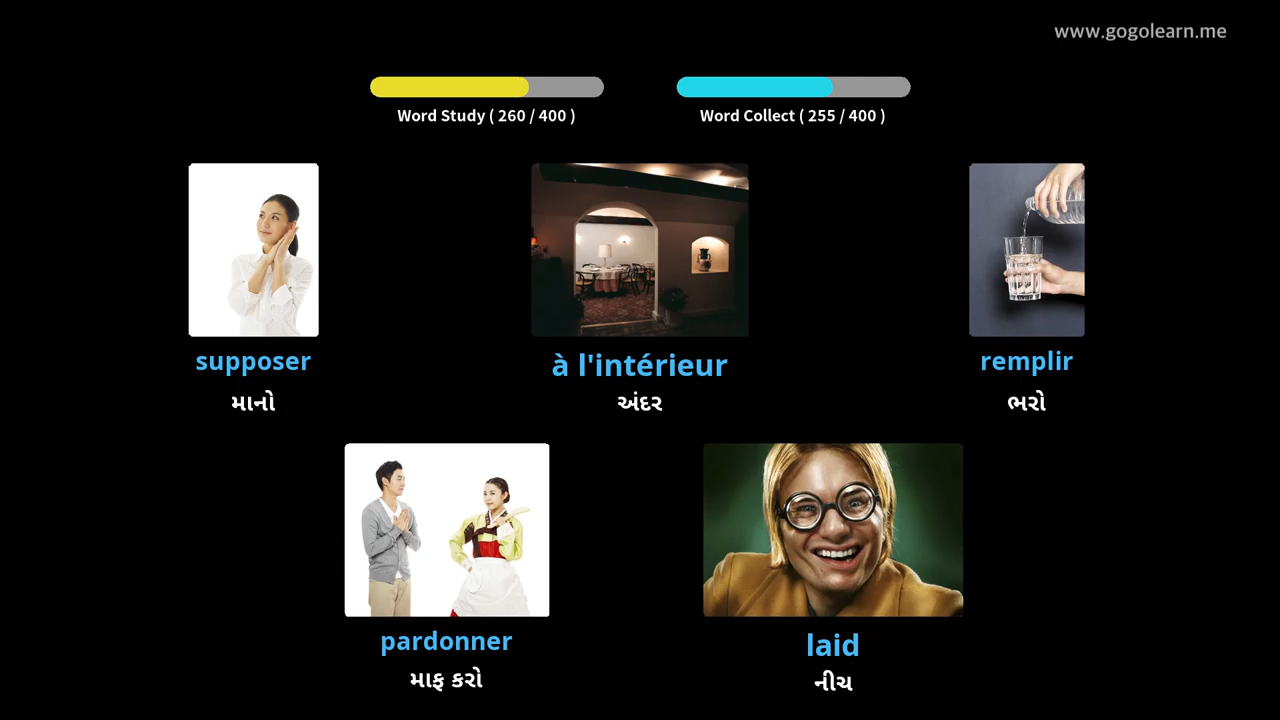 www.gogolearn.me
Word Study ( 260 / 400 )
Word Collect ( 255 / 400 )
supposer
માનો
à l'intérieur
અંદર
remplir
ભરો
pardonner
માફ કરો
laid
નીચ